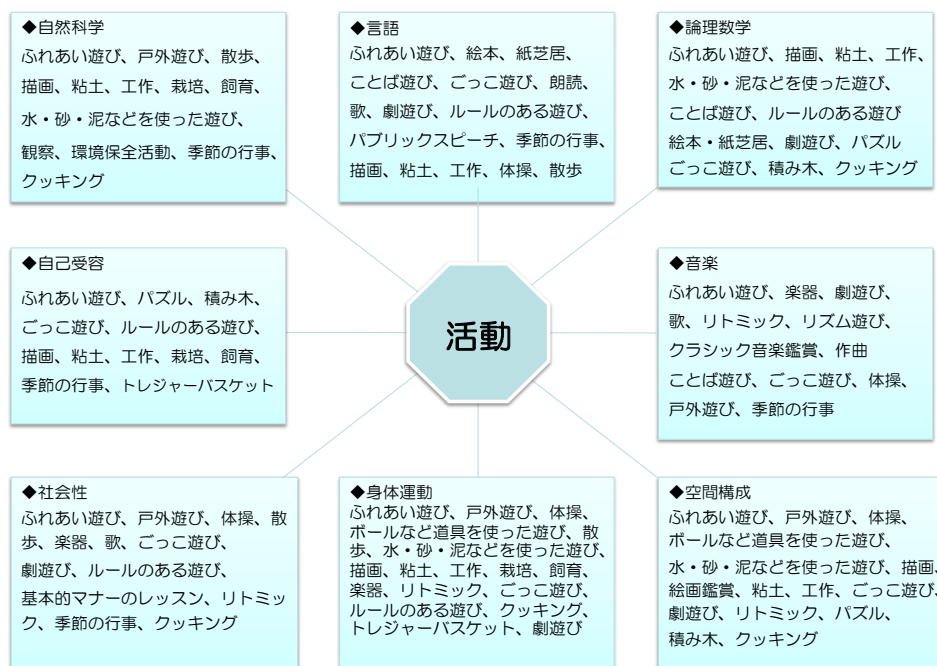 ◆自然科学
ふれあい遊び、戸外遊び、散歩、
描画、粘土、工作、栽培、飼育、
水・砂・泥などを使った遊び、
観察、環境保全活動、季節の行事、
クッキング
◆言語
ふれあい遊び、絵本、紙芝居、
ことば遊び、ごっこ遊び、朗読、
歌、劇遊び、ルールのある遊び、
パブリックスピーチ、季節の行事、
描画、粘土、工作、体操、散歩
◆論理数学
ふれあい遊び、描画、粘土、工作、
水・砂・泥などを使った遊び、
ことば遊び、ルールのある遊び
絵本・紙芝居、劇遊び、パズル
ごっこ遊び、積み木、クッキング
◆自己受容
ふれあい遊び、パズル、積み木、
ごっこ遊び、ルールのある遊び、
描画、粘土、工作、栽培、飼育、
季節の行事、トレジャーバスケット
活動
◆音楽
ふれあい遊び、楽器、劇遊び、
歌、リトミック、リズム遊び、
クラシック音楽鑑賞、作曲
ことば遊び、ごっこ遊び、体操、
戸外遊び、季節の行事
◆社会性
ふれあい遊び、戸外遊び、体操、散
歩、楽器、歌、ごっこ遊び、
劇遊び、ルールのある遊び、
基本的マナーのレッスン、リトミッ
ク、季節の行事、クッキング
◆身体運動
ふれあい遊び、戸外遊び、体操、
ボールなど道具を使った遊び、散
歩、水・砂・泥などを使った遊び、
描画、粘土、工作、栽培、飼育、
楽器、リトミック、ごっこ遊び、
ルールのある遊び、クッキング、
トレジャーバスケット、劇遊び
◆空間構成
ふれあい遊び、戸外遊び、体操、
ボールなど道具を使った遊び、
水・砂・泥などを使った遊び、描画、
絵画鑑賞、粘土、工作、ごっこ遊び、
劇遊び、リトミック、パズル、
積み木、クッキング